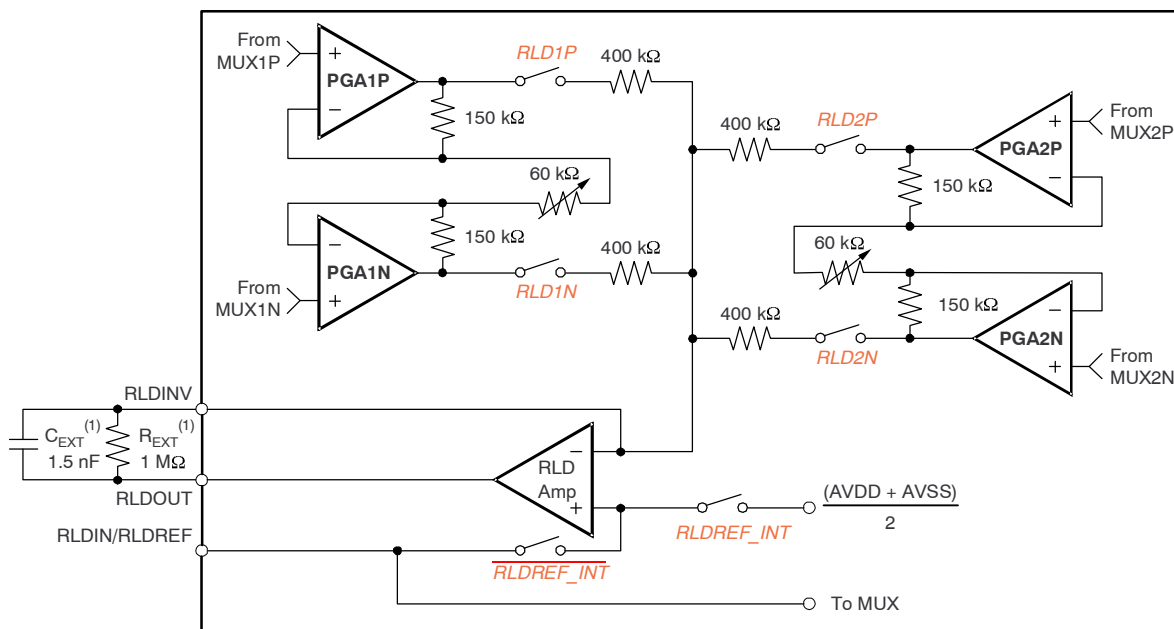 From
MUX1P
+
PGA1P
−
RLD1P
400 kΩ
150 kΩ
60 kΩ
−
PGA1N
+
From
MUX1N
150 kΩ
RLD1N
400 kΩ
400 kΩ
RLD2P
+
PGA2P
−
From
MUX2P
150 kΩ
60 kΩ
150 kΩ
−
PGA2N
+
From
MUX2N
400 kΩ
RLD2N
RLDINV
C_EXT (1)
1.5 nF
R_EXT (1)
1 MΩ
RLDOUT
RLDIN/RLDREF
−
RLD
Amp
+
RLDREF_INT
(AVDD + AVSS)
2
RLDREF_INT
To MUX